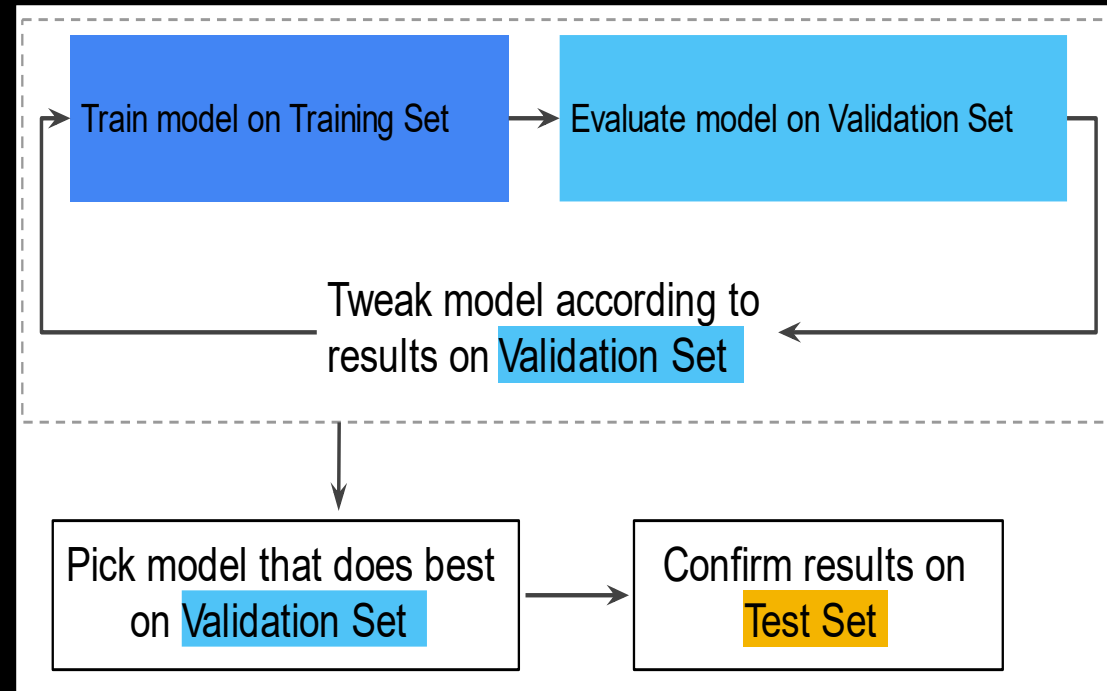 Train model on Training Set
Evaluate model on Validation Set
Tweak model according to
results on Validation Set
Pick model that does best
on Validation Set
Confirm results on
Test Set